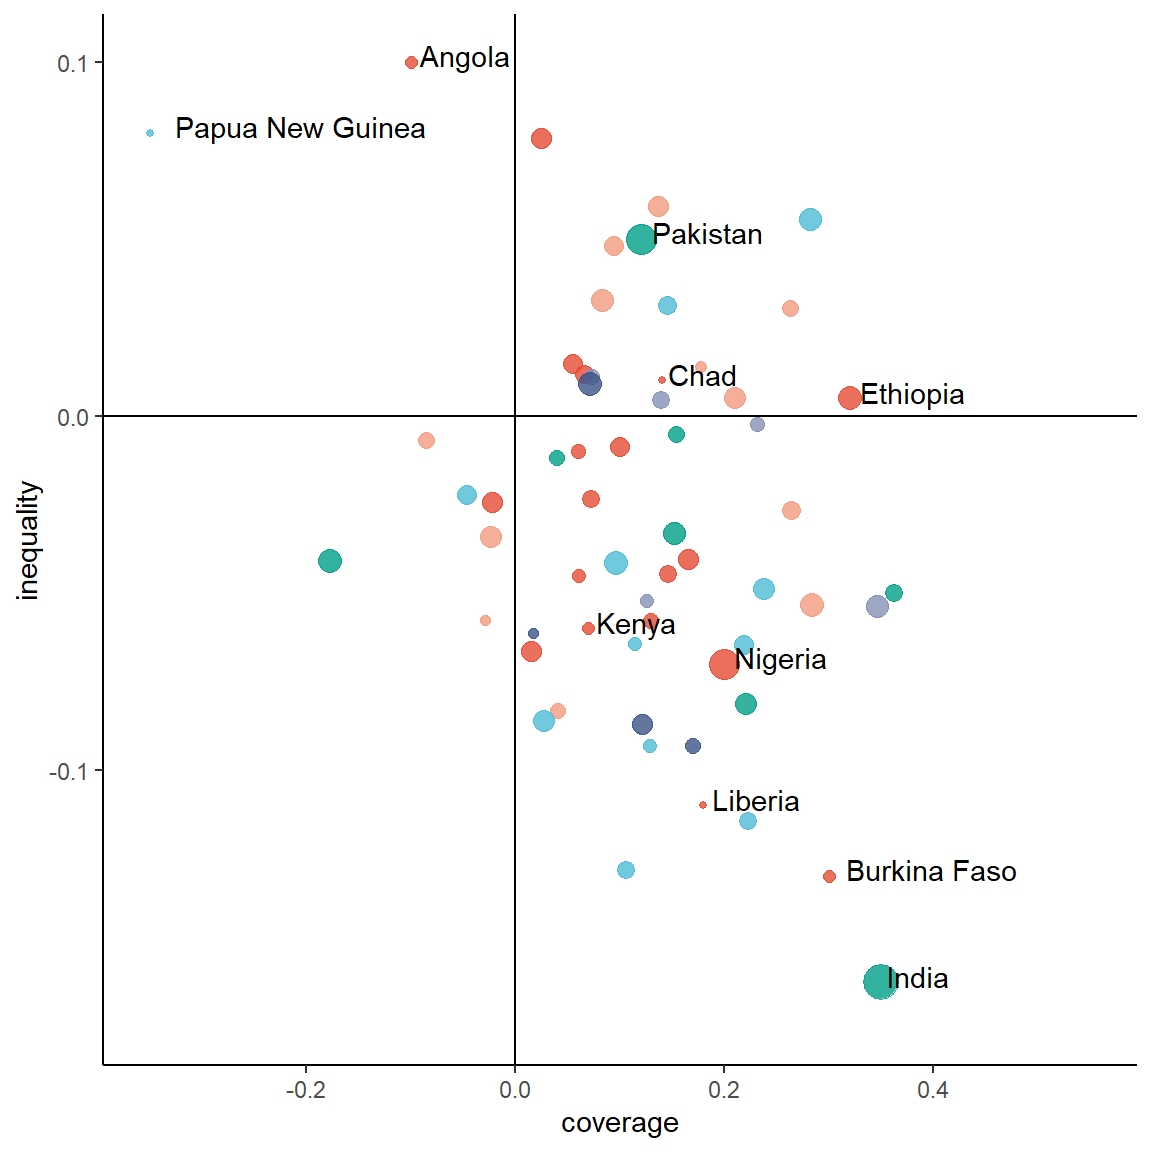 0.1
Angola
Papua New Guinea
Pakistan
Chad
Ethiopia
0.0
inequality
Kenya
Nigeria
-0.1
Liberia
Burkina Faso
India
-0.2
0.0
0.2
0.4
coverage